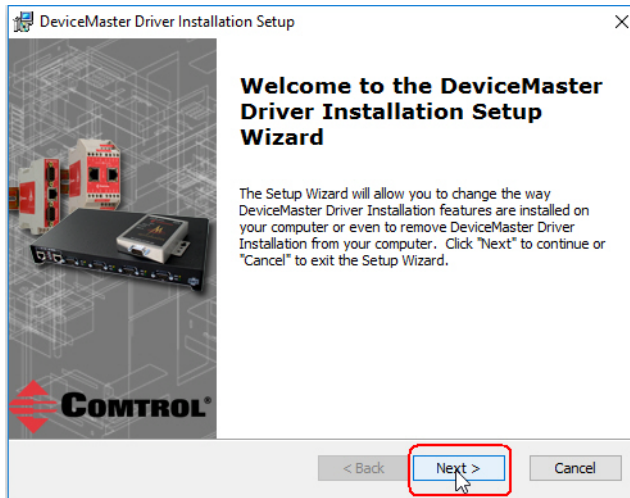 DeviceMaster Driver Installation Setup
Welcome to the DeviceMaster
Driver Installation Setup
Wizard
The Setup Wizard will allow you to change the way
DeviceMaster Driver Installation features are installed on
your computer or even to remove DeviceMaster Driver
Installation from your computer. Click "Next" to continue or
"Cancel" to exit the Setup Wizard.
COMTROL®
< Back
Next >
Cancel